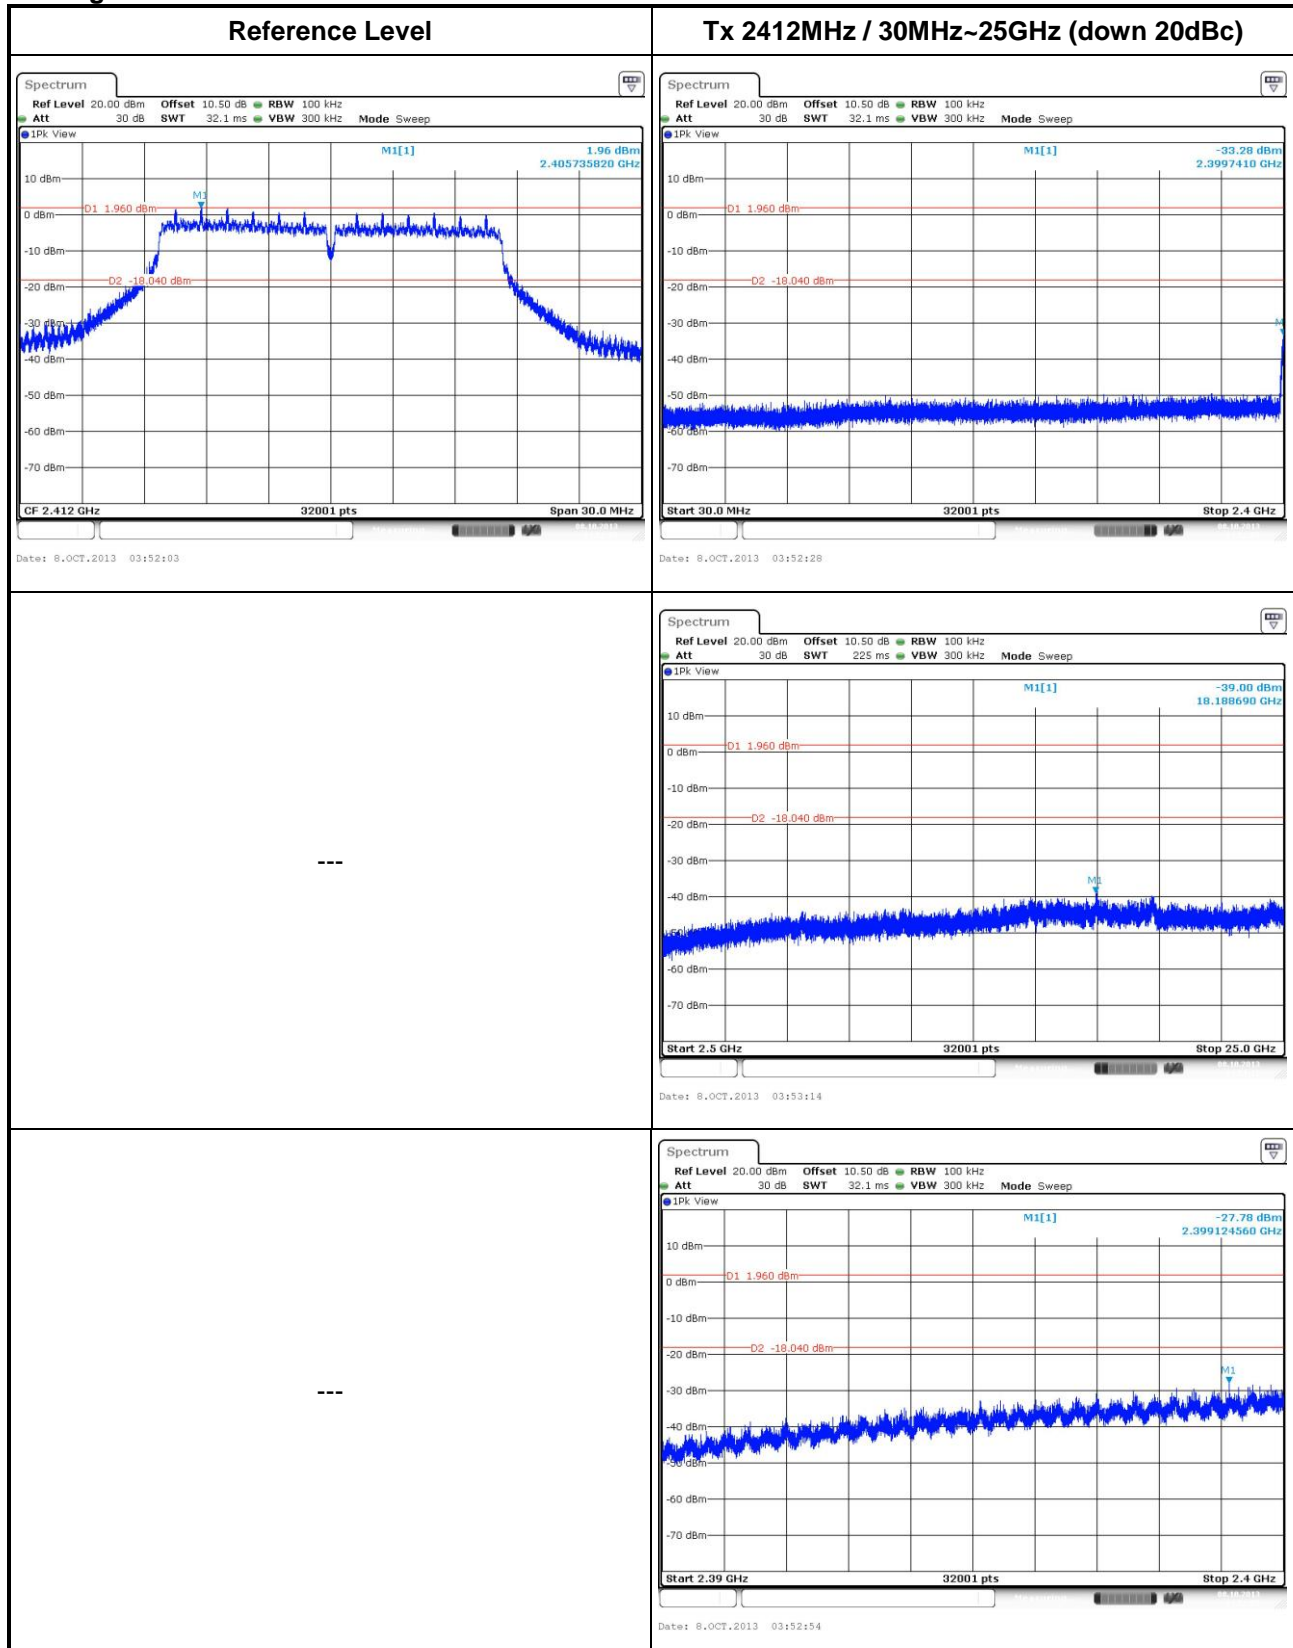 Reference Level
Tx 2412MHz / 30MHz~25GHz (down 20dBc)
Spectrum
Ref Level 20.00 dBm Offset 10.50 dB RBW 100 kHz
Att 30 dB SWT 32.1 ms VBW 300 kHz Mode Sweep
1Pk View
M1[1] 1.96 dBm
2.405735820 GHz
10 dBm
M1
D1 1.960 dBm
0 dBm
-10 dBm
D2 -18.040 dBm
-20 dBm
-30 dBm
-40 dBm
-50 dBm
-60 dBm
-70 dBm
CF 2.412 GHz 32001 pts Span 30.0 MHz
Date: 8.OCT.2013 03:52:03
Spectrum
Ref Level 20.00 dBm Offset 10.50 dB RBW 100 kHz
Att 30 dB SWT 32.1 ms VBW 300 kHz Mode Sweep
1Pk View
M1[1] -33.28 dBm
2.3997410 GHz
10 dBm
D1 1.960 dBm
0 dBm
-10 dBm
D2 -18.040 dBm
-20 dBm
-30 dBm
-40 dBm
-50 dBm
-60 dBm
-70 dBm
Start 30.0 MHz 32001 pts Stop 2.4 GHz
Date: 8.OCT.2013 03:52:28
---
Spectrum
Ref Level 20.00 dBm Offset 10.50 dB RBW 100 kHz
Att 30 dB SWT 225 ms VBW 300 kHz Mode Sweep
1Pk View
M1[1] -39.00 dBm
18.188690 GHz
10 dBm
D1 1.960 dBm
0 dBm
-10 dBm
D2 -18.040 dBm
-20 dBm
-30 dBm
M1
-40 dBm
-50 dBm
-60 dBm
-70 dBm
Start 2.5 GHz 32001 pts Stop 25.0 GHz
Date: 8.OCT.2013 03:53:14
---
Spectrum
Ref Level 20.00 dBm Offset 10.50 dB RBW 100 kHz
Att 30 dB SWT 32.1 ms VBW 300 kHz Mode Sweep
1Pk View
M1[1] -27.78 dBm
2.399124560 GHz
10 dBm
D1 1.960 dBm
0 dBm
-10 dBm
D2 -18.040 dBm
-20 dBm
M1
-30 dBm
-40 dBm
-50 dBm
-60 dBm
-70 dBm
Start 2.39 GHz 32001 pts Stop 2.4 GHz
Date: 8.OCT.2013 03:52:54